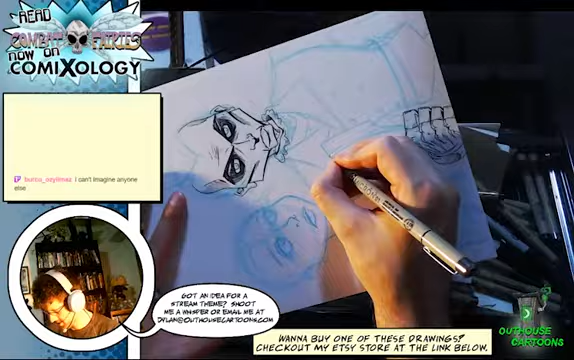 READ
COMBAT FAIRIES
NOW ON
COMIXOLOGY
burcu_ozyilmaz I can't imagine anyone
else
GOT AN IDEA FOR A
STREAM THEME? SHOOT
ME A WHISPER OR EMAIL ME AT
DYLAN@OUTHOUSECARTOONS.COM
WANNA BUY ONE OF THESE DRAWINGS?
CHECKOUT MY ETSY STORE AT THE LINK BELOW.
OUTHOUSE
CARTOONS